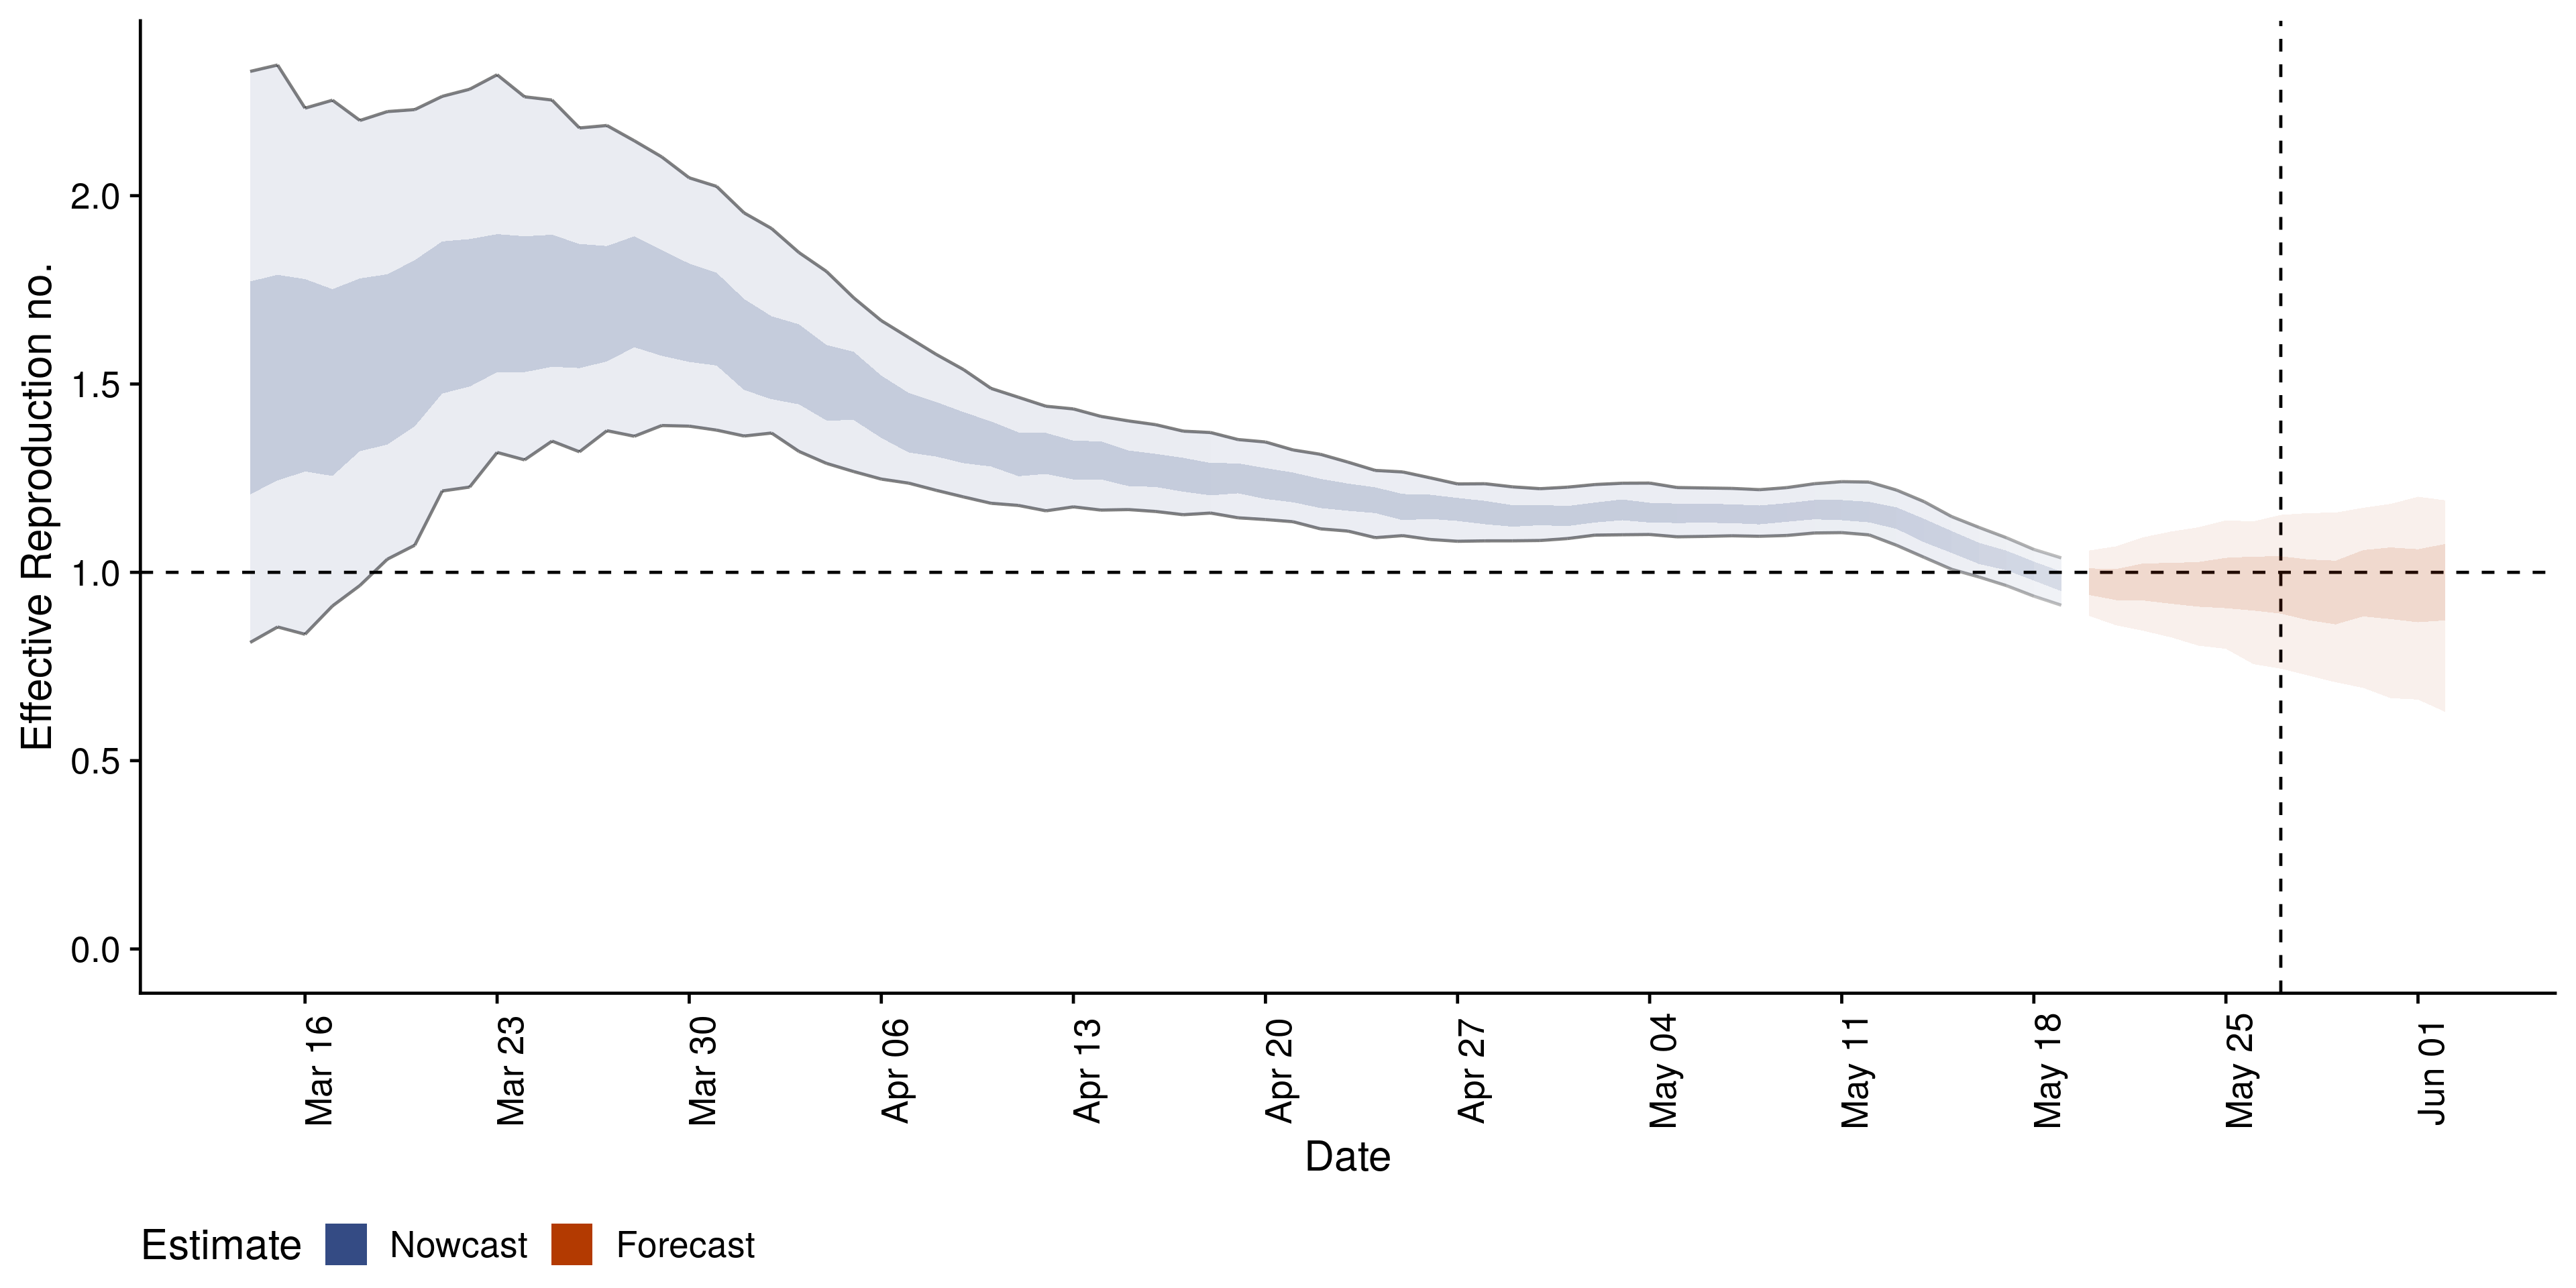 Effective Reproduction no.
2.0
1.5
1.0
0.5
0.0
Mar 16
Mar 23
Mar 30
Apr 06
Apr 13
Apr 20
Apr 27
May 04
May 11
May 18
May 25
Jun 01
Date
Estimate Nowcast Forecast